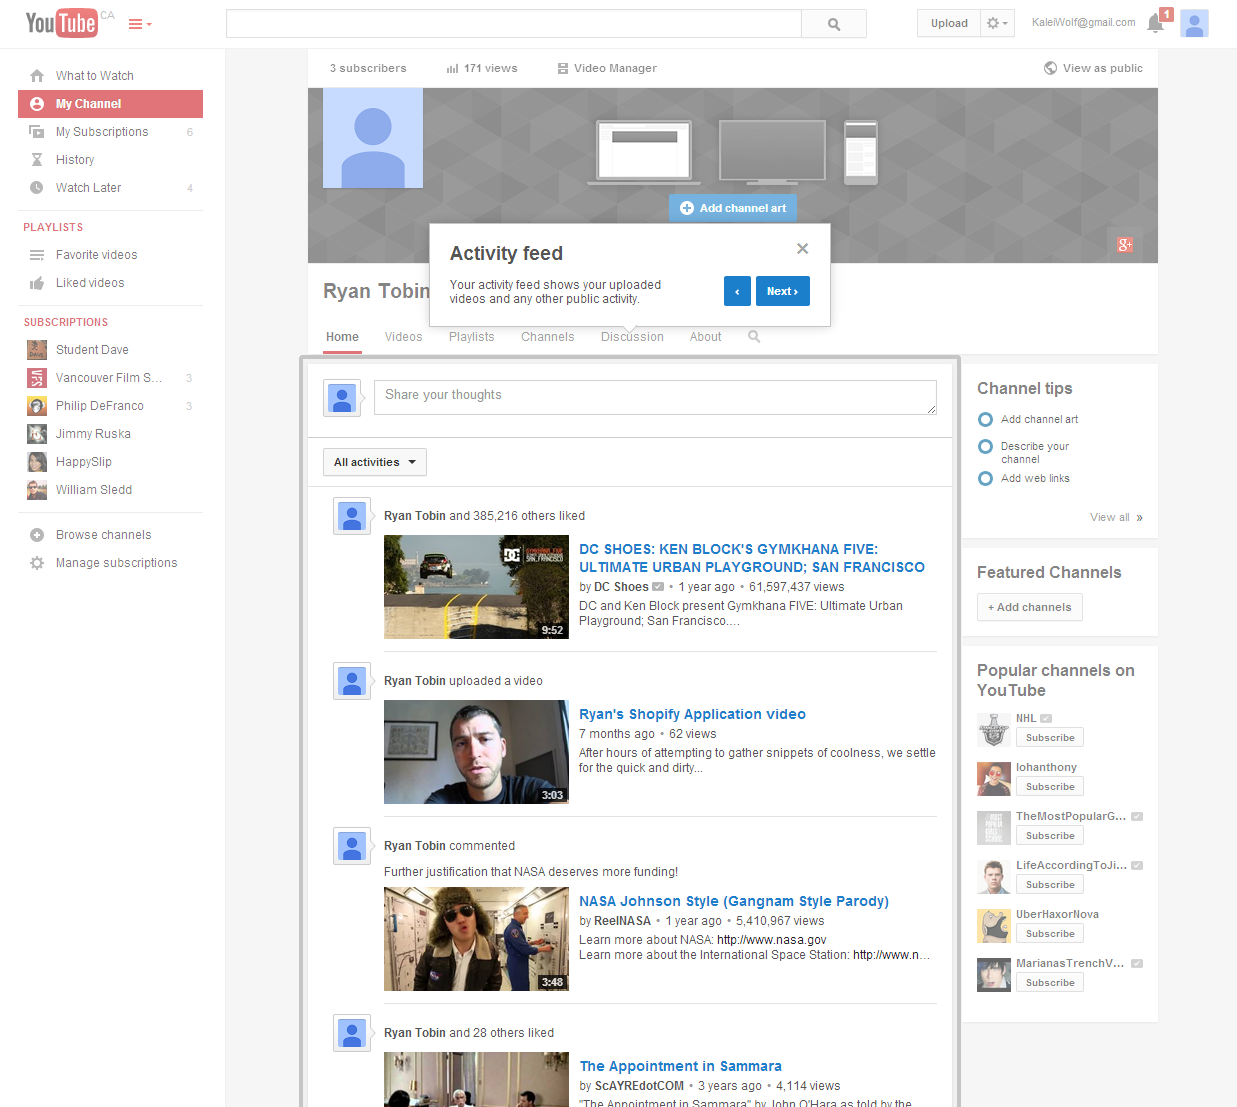 YouTube CA
Upload
KaleiWolf@gmail.com
1
What to Watch
My Channel
My Subscriptions 6
History
Watch Later 4
PLAYLISTS
Favorite videos
Liked videos
SUBSCRIPTIONS
Student Dave
Vancouver Film S... 3
Philip DeFranco 3
Jimmy Ruska
HappySlip
William Sledd
Browse channels
Manage subscriptions
3 subscribers
171 views
Video Manager
View as public
Add channel art
g+
Activity feed
Your activity feed shows your uploaded
videos and any other public activity.
‹
Next ›
Ryan Tobin
Home Videos Playlists Channels Discussion About
Share your thoughts
All activities
Ryan Tobin and 385,216 others liked
DC
GYMKHANA FIVE
SAN FRANCISCO
9:52
DC SHOES: KEN BLOCK'S GYMKHANA FIVE:
ULTIMATE URBAN PLAYGROUND; SAN FRANCISCO
by DC Shoes • 1 year ago • 61,597,437 views
DC and Ken Block present Gymkhana FIVE: Ultimate Urban
Playground; San Francisco....
Ryan Tobin uploaded a video
3:03
Ryan's Shopify Application video
7 months ago • 62 views
After hours of attempting to gather snippets of coolness, we settle
for the quick and dirty...
Ryan Tobin commented
Further justification that NASA deserves more funding!
3:48
NASA Johnson Style (Gangnam Style Parody)
by ReelNASA • 1 year ago • 5,410,967 views
Learn more about NASA: http://www.nasa.gov
Learn more about the International Space Station: http://www.n...
Ryan Tobin and 28 others liked
The Appointment in Sammara
by ScAYREdotCOM • 3 years ago • 4,114 views
"The Appointment in Sammara" by John O'Hara as told by the
Channel tips
Add channel art
Describe your
channel
Add web links
View all »
Featured Channels
+ Add channels
Popular channels on
YouTube
NHL
Subscribe
lohanthony
Subscribe
TheMostPopularG...
Subscribe
LifeAccordingToJi...
Subscribe
UberHaxorNova
Subscribe
MarianasTrenchV...
Subscribe